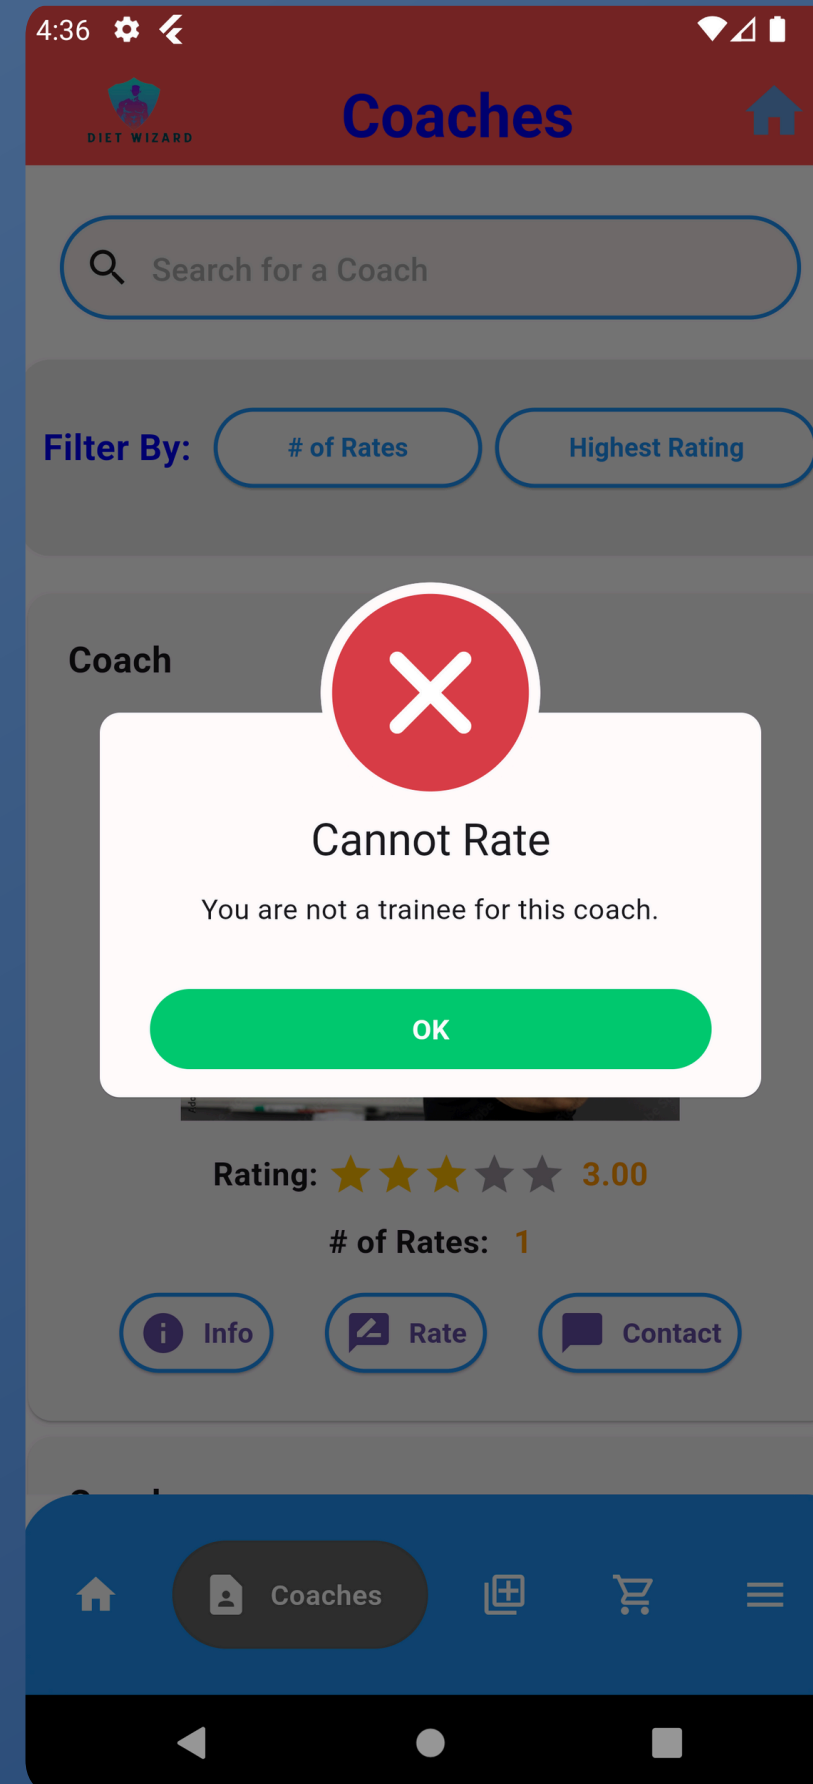 4:36
DIET WIZARD
Coaches
Search for a Coach
Filter By:
# of Rates
Highest Rating
Coach
Cannot Rate
You are not a trainee for this coach.
OK
Rating:
3.00
# of Rates: 1
Info
Rate
Contact
Coaches